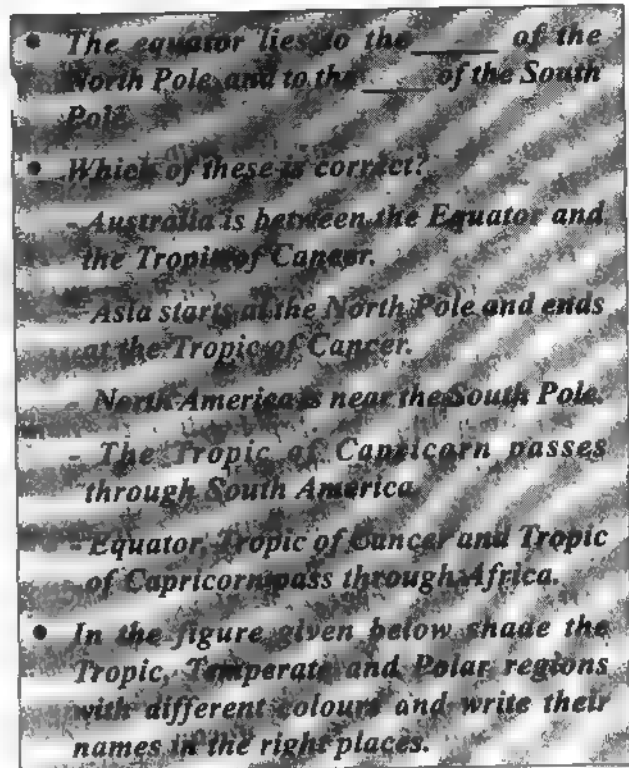 • The equator lies to the ______ of the
North Pole and to the _____ of the South
Pole.
• Which of these is correct?
- Australia is between the Equator and
the Tropic of Cancer.
- Asia starts at the North Pole and ends
at the Tropic of Cancer.
- North America is near the South Pole.
- The Tropic of Capricorn passes
through South America.
- Equator, Tropic of Cancer and Tropic
of Capricorn pass through Africa.
• In the figure given below shade the
Tropic, Temperate and Polar regions
with different colours and write their
names in the right places.